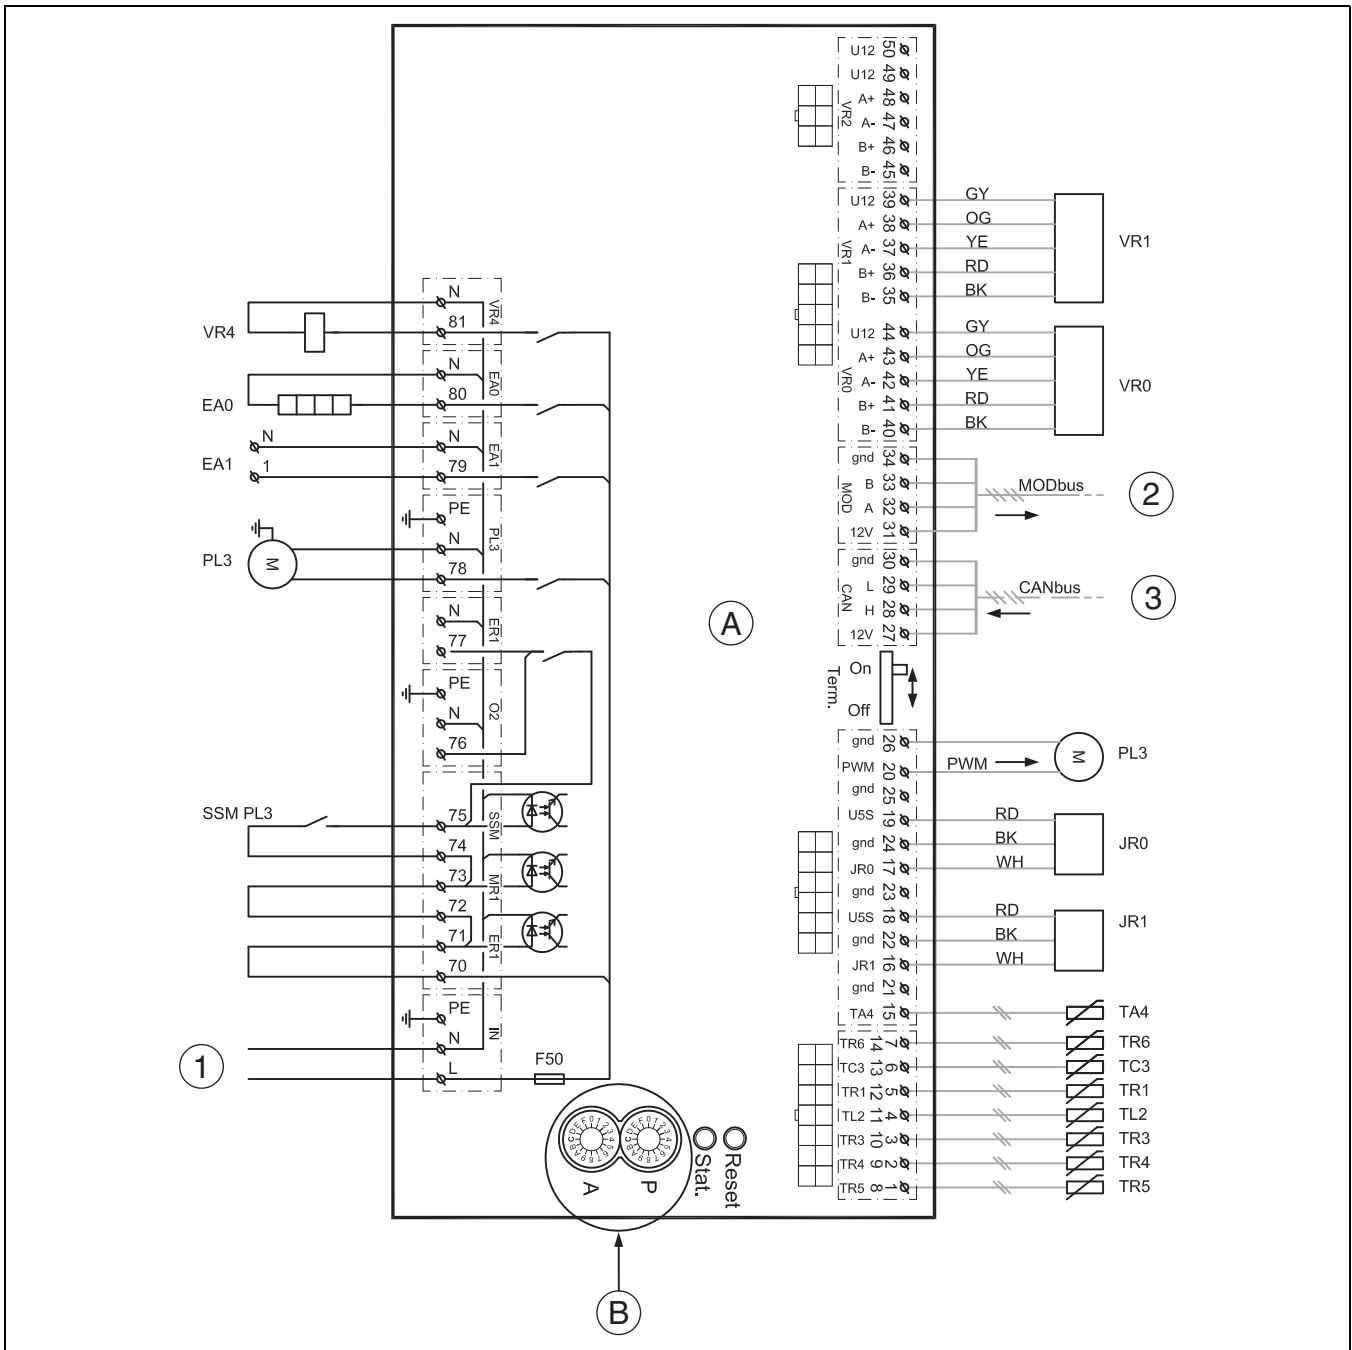 VR4
EA0
N
EA1
1
PL3
M
SSM PL3
1
N
VR4
81
N
EA0
80
N
EA1
79
PE
PL3
N
78
N
ER1
77
PE
O2
N
76
75
SSM
74
73
MR1
72
71
ER1
70
PE
IN
N
L
F50
A
0123456789ABCDEF
0123456789ABCDEF
A
P
Stat.
Reset
B
U12 50
U12 49
A+ 48
VR2
A- 47
B+ 46
B- 45
U12 39 GY
A+ 38 OG
A- 37 YE
VR1
VR1
B+ 36 RD
B- 35 BK
U12 44 GY
A+ 43 OG
A- 42 YE
VR0
VR0
B+ 41 RD
B- 40 BK
gnd 34
B 33
MOD
MODbus
2
A 32
12V 31
gnd 30
L 29
CAN
CANbus
3
H 28
12V 27
Term.
On
Off
gnd 26
PL3
M
PWM 20 PWM
gnd 25
U5S 19 RD
gnd 24 BK JR0
JR0 17 WH
gnd 23
U5S 18 RD
JR1
gnd 22 BK
JR1 16 WH
gnd 21
TA4 15 TA4
TR6 14 7 TR6
TC3 13 6 TC3
TR1 12 5 TR1
TL2 11 4 TL2
TR3 10 3 TR3
TR4 9 2 TR4
TR5 8 1 TR5